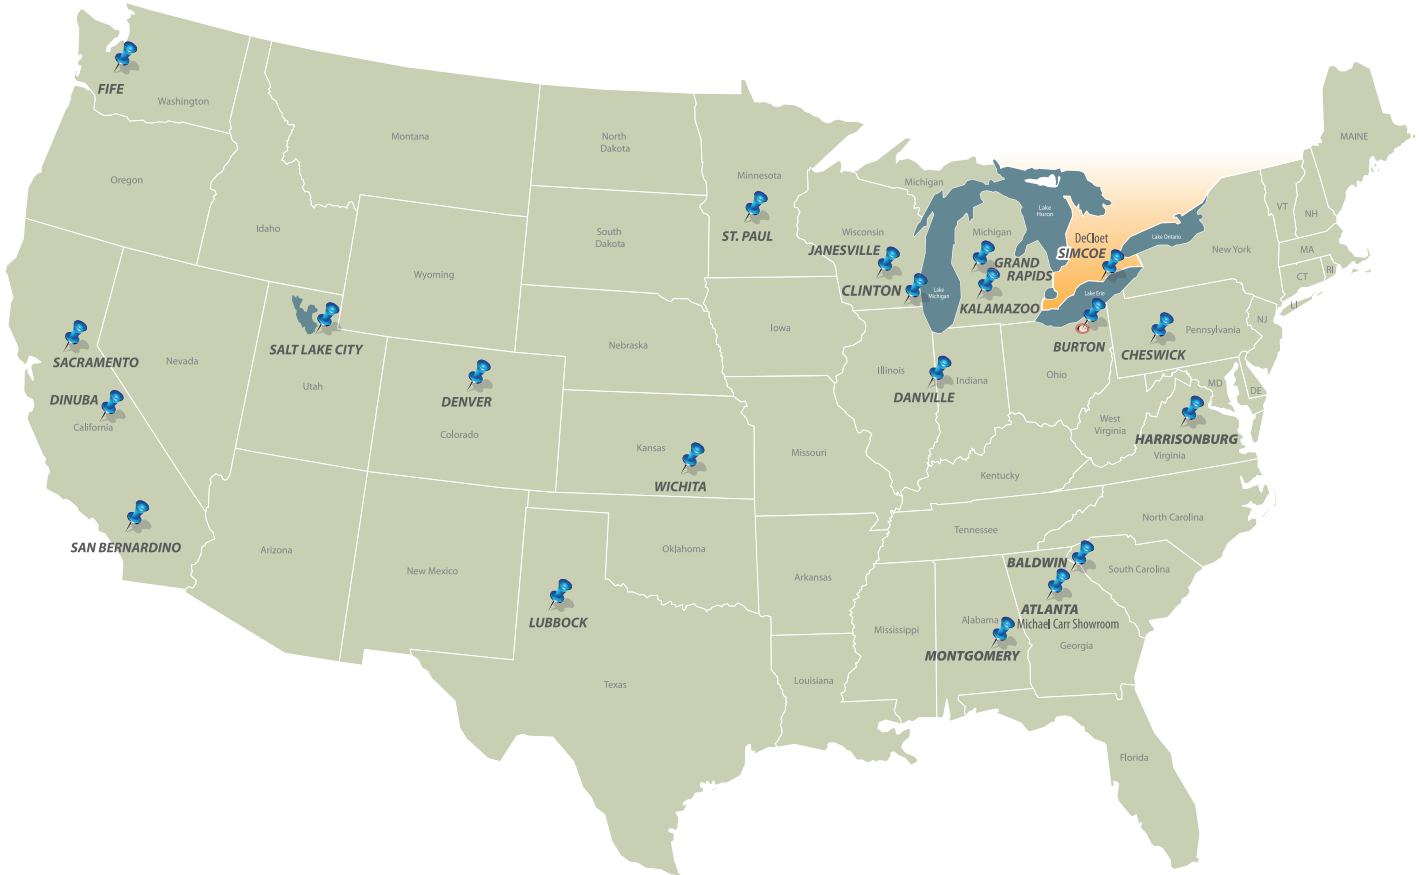 FIFE
Washington
Montana
North
Dakota
Minnesota
MAINE
Oregon
Idaho
South
Dakota
ST. PAUL
Wisconsin
JANESVILLE
CLINTON
Michigan
Lake
Huron
Michigan
GRAND
RAPIDS
KALAMAZOO
Lake
Michigan
DeCloet
SIMCOE
Lake Ontario
Lake Erie
New York
VT
NH
MA
CT
RI
LI
NJ
Wyoming
SACRAMENTO
Nevada
SALT LAKE CITY
Utah
DENVER
Colorado
Nebraska
Iowa
Illinois
Indiana
DANVILLE
Ohio
BURTON
CHESWICK
Pennsylvania
MD
DE
DINUBA
California
Kansas
WICHITA
Missouri
Kentucky
West
Virginia
HARRISONBURG
Virginia
SAN BERNARDINO
Arizona
New Mexico
Oklahoma
Arkansas
Tennessee
North Carolina
BALDWIN
South Carolina
LUBBOCK
Texas
Louisiana
Mississippi
Alabama
ATLANTA
Michael Carr Showroom
Georgia
MONTGOMERY
Florida